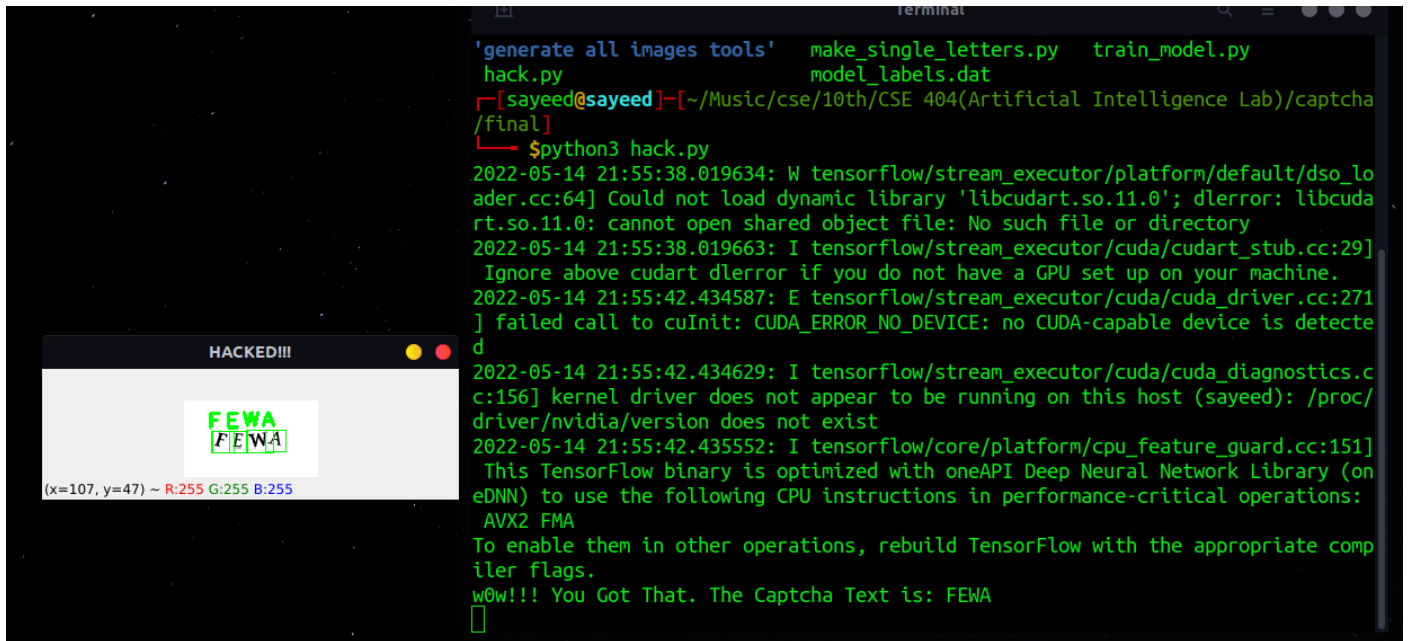 Terminal
'generate all images tools'   make_single_letters.py   train_model.py
hack.py                       model_labels.dat
┌─[sayeed@sayeed]─[~/Music/cse/10th/CSE 404(Artificial Intelligence Lab)/captcha
/final]
└──╼ $python3 hack.py
2022-05-14 21:55:38.019634: W tensorflow/stream_executor/platform/default/dso_lo
ader.cc:64] Could not load dynamic library 'libcudart.so.11.0'; dlerror: libcuda
rt.so.11.0: cannot open shared object file: No such file or directory
2022-05-14 21:55:38.019663: I tensorflow/stream_executor/cuda/cudart_stub.cc:29]
Ignore above cudart dlerror if you do not have a GPU set up on your machine.
2022-05-14 21:55:42.434587: E tensorflow/stream_executor/cuda/cuda_driver.cc:271
] failed call to cuInit: CUDA_ERROR_NO_DEVICE: no CUDA-capable device is detecte
d
2022-05-14 21:55:42.434629: I tensorflow/stream_executor/cuda/cuda_diagnostics.c
c:156] kernel driver does not appear to be running on this host (sayeed): /proc/
driver/nvidia/version does not exist
2022-05-14 21:55:42.435552: I tensorflow/core/platform/cpu_feature_guard.cc:151]
This TensorFlow binary is optimized with oneAPI Deep Neural Network Library (on
eDNN) to use the following CPU instructions in performance-critical operations:
AVX2 FMA
To enable them in other operations, rebuild TensorFlow with the appropriate comp
iler flags.
w0w!!! You Got That. The Captcha Text is: FEWA
HACKED!!!
FEWA
FEWA
(x=107, y=47) ~ R:255 G:255 B:255